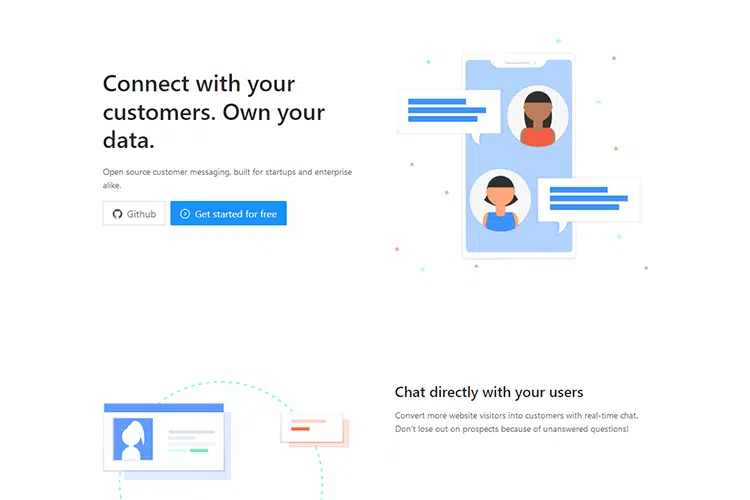 Connect with your
customers. Own your
data.
Open source customer messaging, built for startups and enterprise
alike.
Github
Get started for free
Chat directly with your users
Convert more website visitors into customers with real-time chat.
Don't lose out on prospects because of unanswered questions!